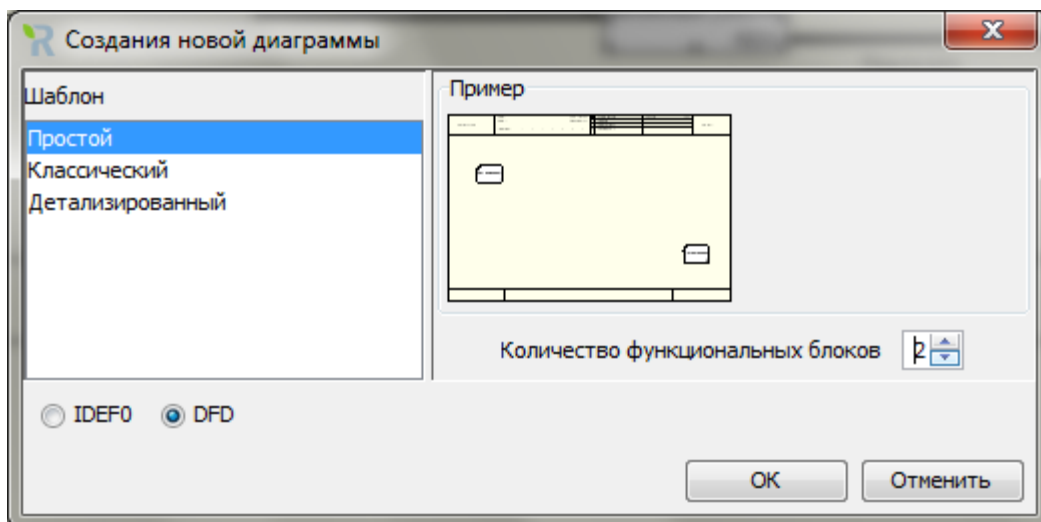 Создания новой диаграммы
Шаблон
Простой
Классический
Детализированный
Пример
Количество функциональных блоков 2
IDEF0 DFD
OK Отменить